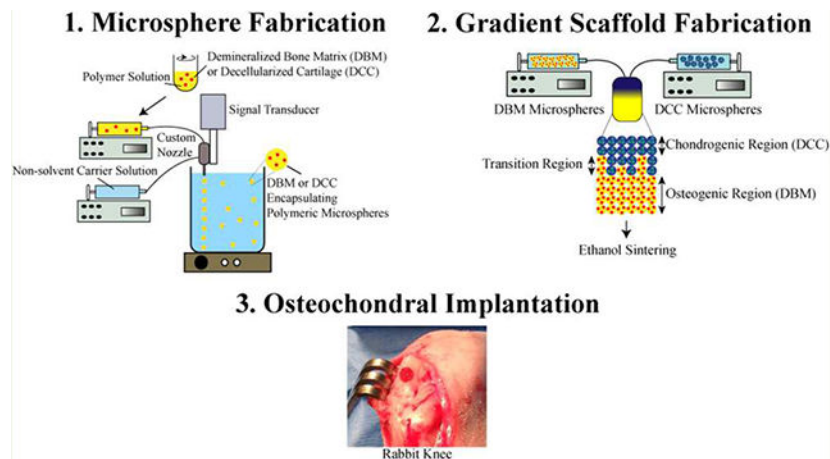 1. Microsphere Fabrication
Demineralized Bone Matrix (DBM)
or Decellularized Cartilage (DCC)
Polymer Solution
Signal Transducer
Custom
Nozzle
Non-solvent Carrier Solution
DBM or DCC
Encapsulating
Polymeric Microspheres
2. Gradient Scaffold Fabrication
DBM Microspheres
DCC Microspheres
Chondrogenic Region (DCC)
Transition Region
Osteogenic Region (DBM)
Ethanol Sintering
3. Osteochondral Implantation
Rabbit Knee